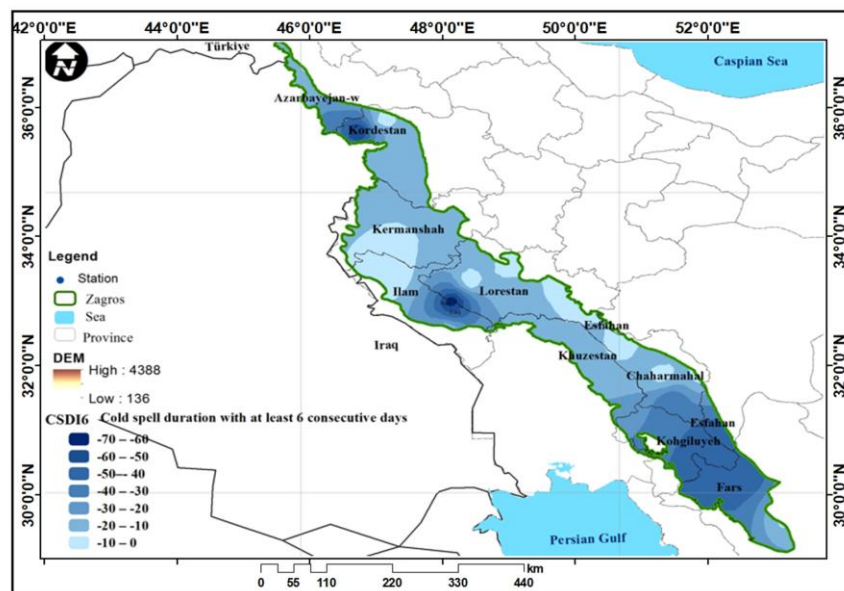 42°0'0"E 44°0'0"E 46°0'0"E 48°0'0"E 50°0'0"E 52°0'0"E
N
Türkiye
Caspian Sea
Azarbayejan-w
36°0'0"N 36°0'0"N
Kordestan
34°0'0"N 34°0'0"N
Kermanshah
Legend
Station
Zagros
Sea
Province
Ilam
Lorestan
Esfahan
Iraq
Khuzestan
32°0'0"N 32°0'0"N
Chaharmahal
DEM
High : 4388
Low : 136
CSDI6 Cold spell duration with at least 6 consecutive days
-70 – -60
-60 – -50
-50 – -40
-40 – -30
-30 – -20
-20 – -10
-10 – 0
Esfahan
Kohgiluyeh
Fars
30°0'0"N 30°0'0"N
Persian Gulf
km
0 55 110 220 330 440